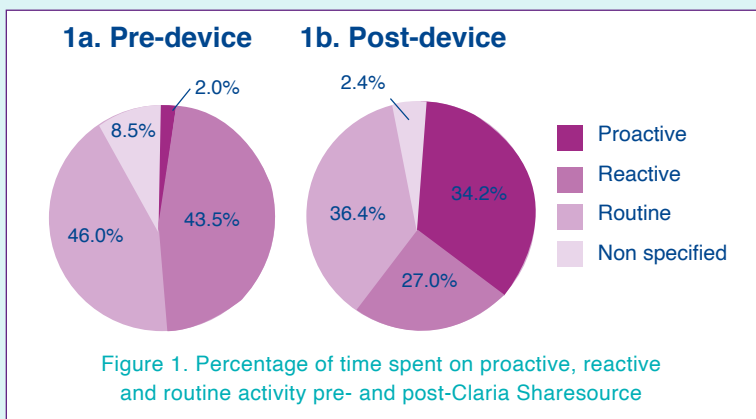 1a. Pre-device
1b. Post-device
2.0%
8.5%
46.0%
43.5%
2.4%
36.4%
34.2%
27.0%
Proactive
Reactive
Routine
Non specified
Figure 1. Percentage of time spent on proactive, reactive
and routine activity pre- and post-Claria Sharesource